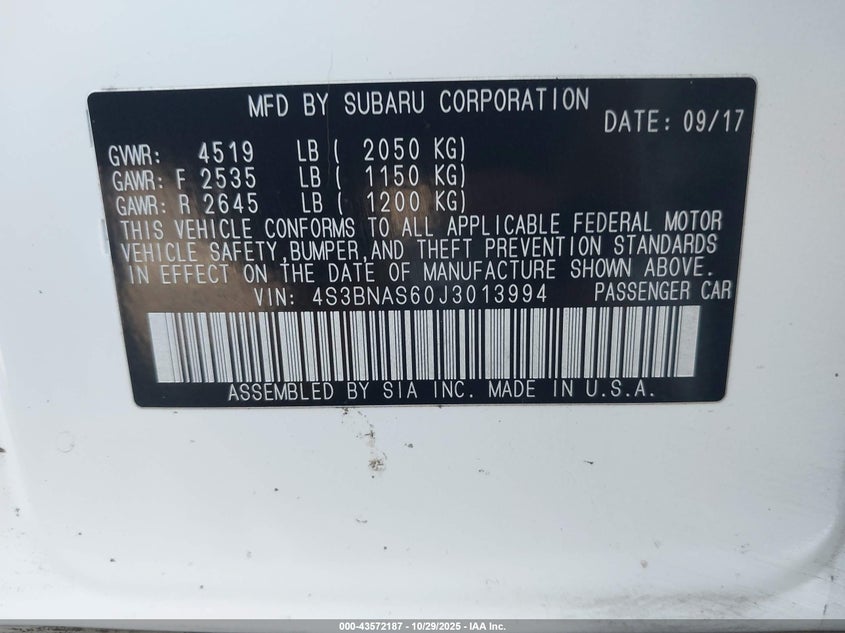 MFD BY SUBARU CORPORATION
DATE: 09/17
GVWR: 4519 LB ( 2050 KG)
GAWR: F 2535 LB ( 1150 KG)
GAWR: R 2645 LB ( 1200 KG)
THIS VEHICLE CONFORMS TO ALL APPLICABLE FEDERAL MOTOR
VEHICLE SAFETY,BUMPER,AND THEFT PREVENTION STANDARDS
IN EFFECT ON THE DATE OF MANUFACTURE SHOWN ABOVE.
VIN: 4S3BNAS60J3013994 PASSENGER CAR
ASSEMBLED BY SIA INC. MADE IN U.S.A.
000-43572187 - 10/29/2025 - IAA Inc.